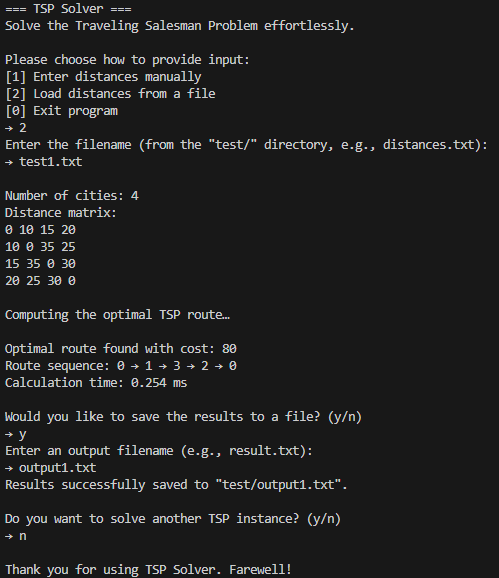 === TSP Solver ===
Solve the Traveling Salesman Problem effortlessly.
Please choose how to provide input:
[1] Enter distances manually
[2] Load distances from a file
[0] Exit program
→ 2
Enter the filename (from the "test/" directory, e.g., distances.txt):
→ test1.txt
Number of cities: 4
Distance matrix:
0 10 15 20
10 0 35 25
15 35 0 30
20 25 30 0
Computing the optimal TSP route…
Optimal route found with cost: 80
Route sequence: 0 → 1 → 3 → 2 → 0
Calculation time: 0.254 ms
Would you like to save the results to a file? (y/n)
→ y
Enter an output filename (e.g., result.txt):
→ output1.txt
Results successfully saved to "test/output1.txt".
Do you want to solve another TSP instance? (y/n)
→ n
Thank you for using TSP Solver. Farewell!